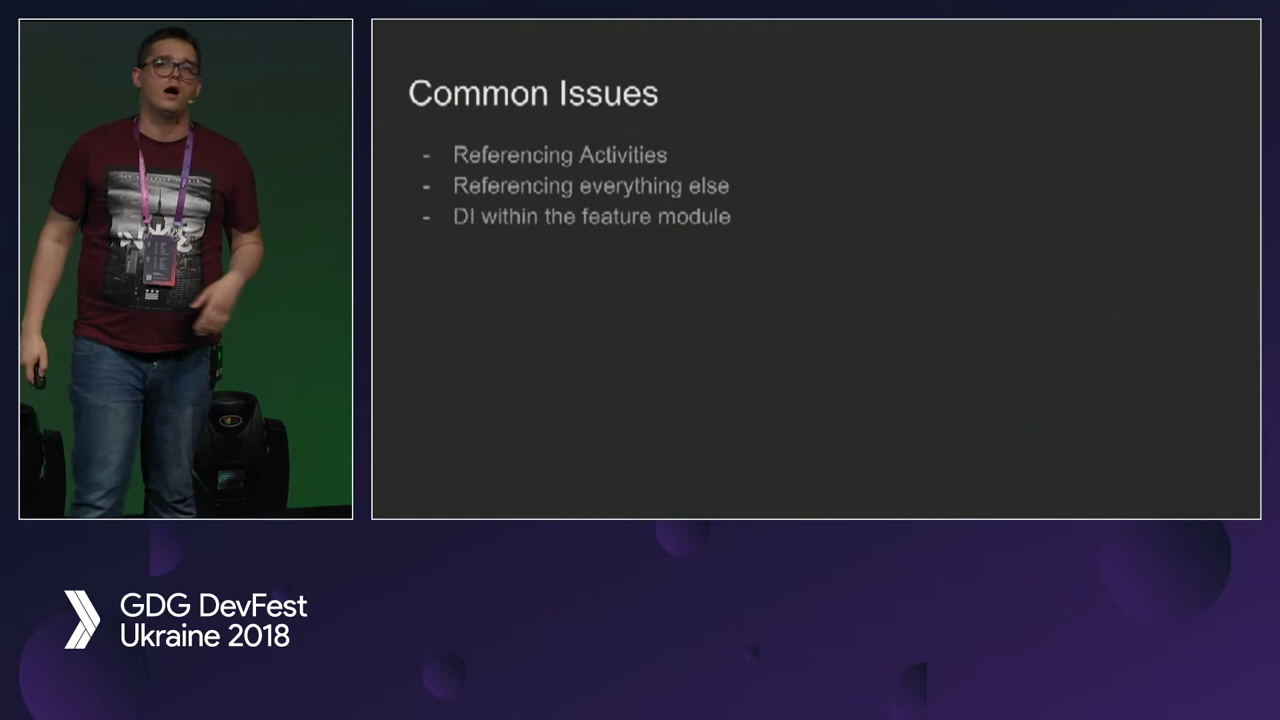 Common Issues
- Referencing Activities
- Referencing everything else
- DI within the feature module
GDG DevFest
Ukraine 2018